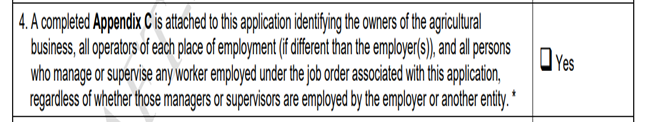 4. A completed Appendix C is attached to this application identifying the owners of the agricultural
business, all operators of each place of employment (if different than the employer(s)), and all persons
who manage or supervise any worker employed under the job order associated with this application,
regardless of whether those managers or supervisors are employed by the employer or another entity. *
Yes